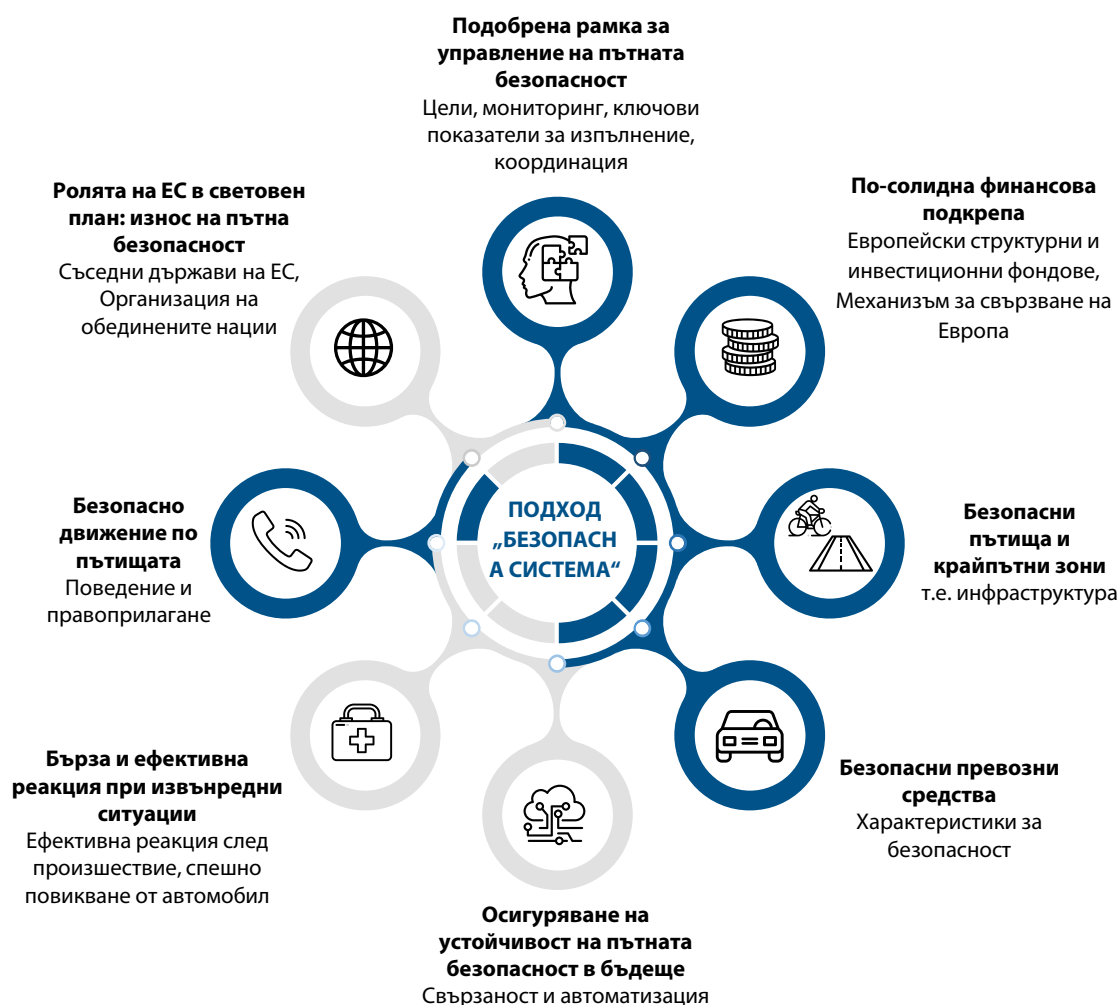 Подобрена рамка за
управление на пътната
безопасност
Цели, мониторинг, ключови
показатели за изпълнение,
координация
Ролята на ЕС в световен
план: износ на пътна
безопасност
Съседни държави на ЕС,
Организация на
обединените нации
По-солидна финансова
подкрепа
Европейски структурни и
инвестиционни фондове,
Механизъм за свързване на
Европа
Безопасно
движение по
пътищата
Поведение и
правоприлагане
ПОДХОД
„БЕЗОПАСН
А СИСТЕМА“
Безопасни
пътища и
крайпътни зони
т.е. инфраструктура
Бърза и ефективна
реакция при извънредни
ситуации
Ефективна реакция след
произшествие, спешно
повикване от автомобил
Безопасни превозни
средства
Характеристики за
безопасност
Осигуряване на
устойчивост на пътната
безопасност в бъдеще
Свързаност и автоматизация